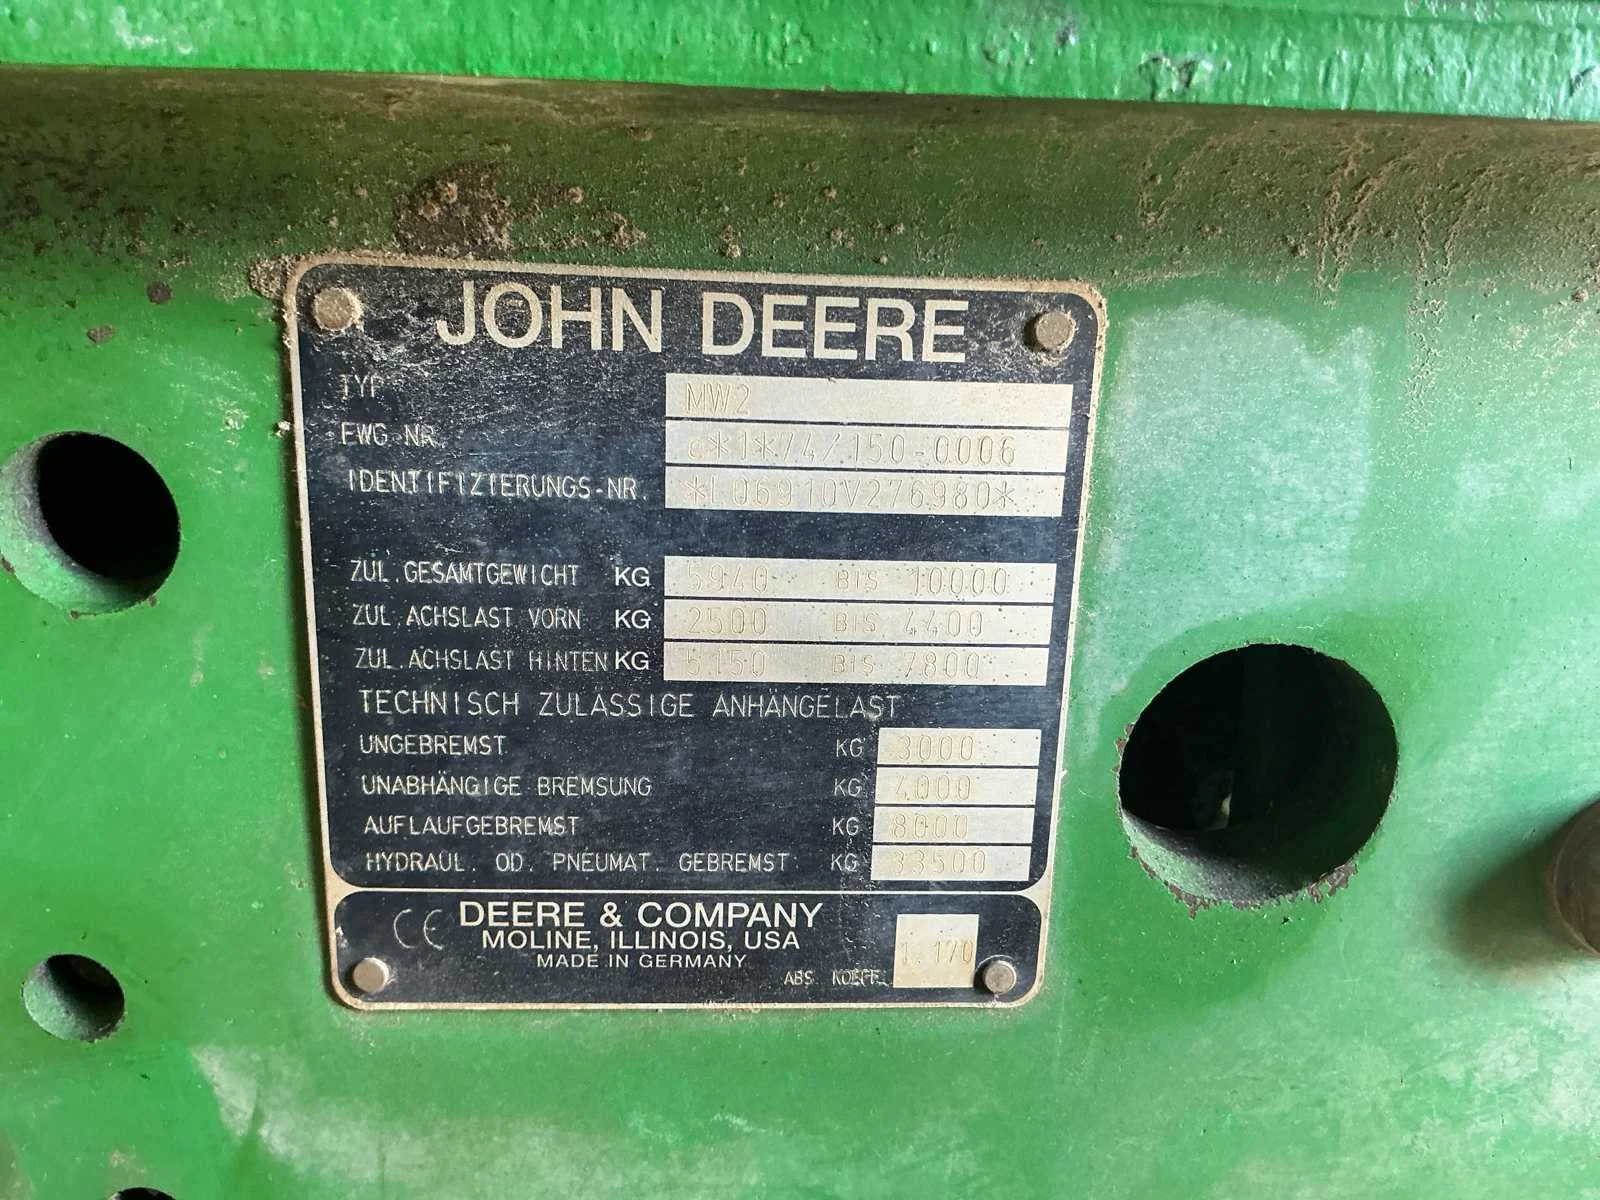 JOHN DEERE
TYP MW2
EWG-NR. e*1*74/150-0006
IDENTIFIZIERUNGS-NR. *L06910V276980*
ZUL.GESAMTGEWICHT KG 5940 BIS 10000
ZUL.ACHSLAST VORN KG 2500 BIS 4400
ZUL.ACHSLAST HINTEN KG 5150 BIS 7800
TECHNISCH ZULÄSSIGE ANHÄNGELAST
UNGEBREMST KG 3000
UNABHÄNGIGE BREMSUNG KG 4000
AUFLAUFGEBREMST KG 8000
HYDRAUL. OD. PNEUMAT. GEBREMST KG 33500
CE DEERE & COMPANY
MOLINE, ILLINOIS, USA
MADE IN GERMANY
ABS. KOEFF. 1.170